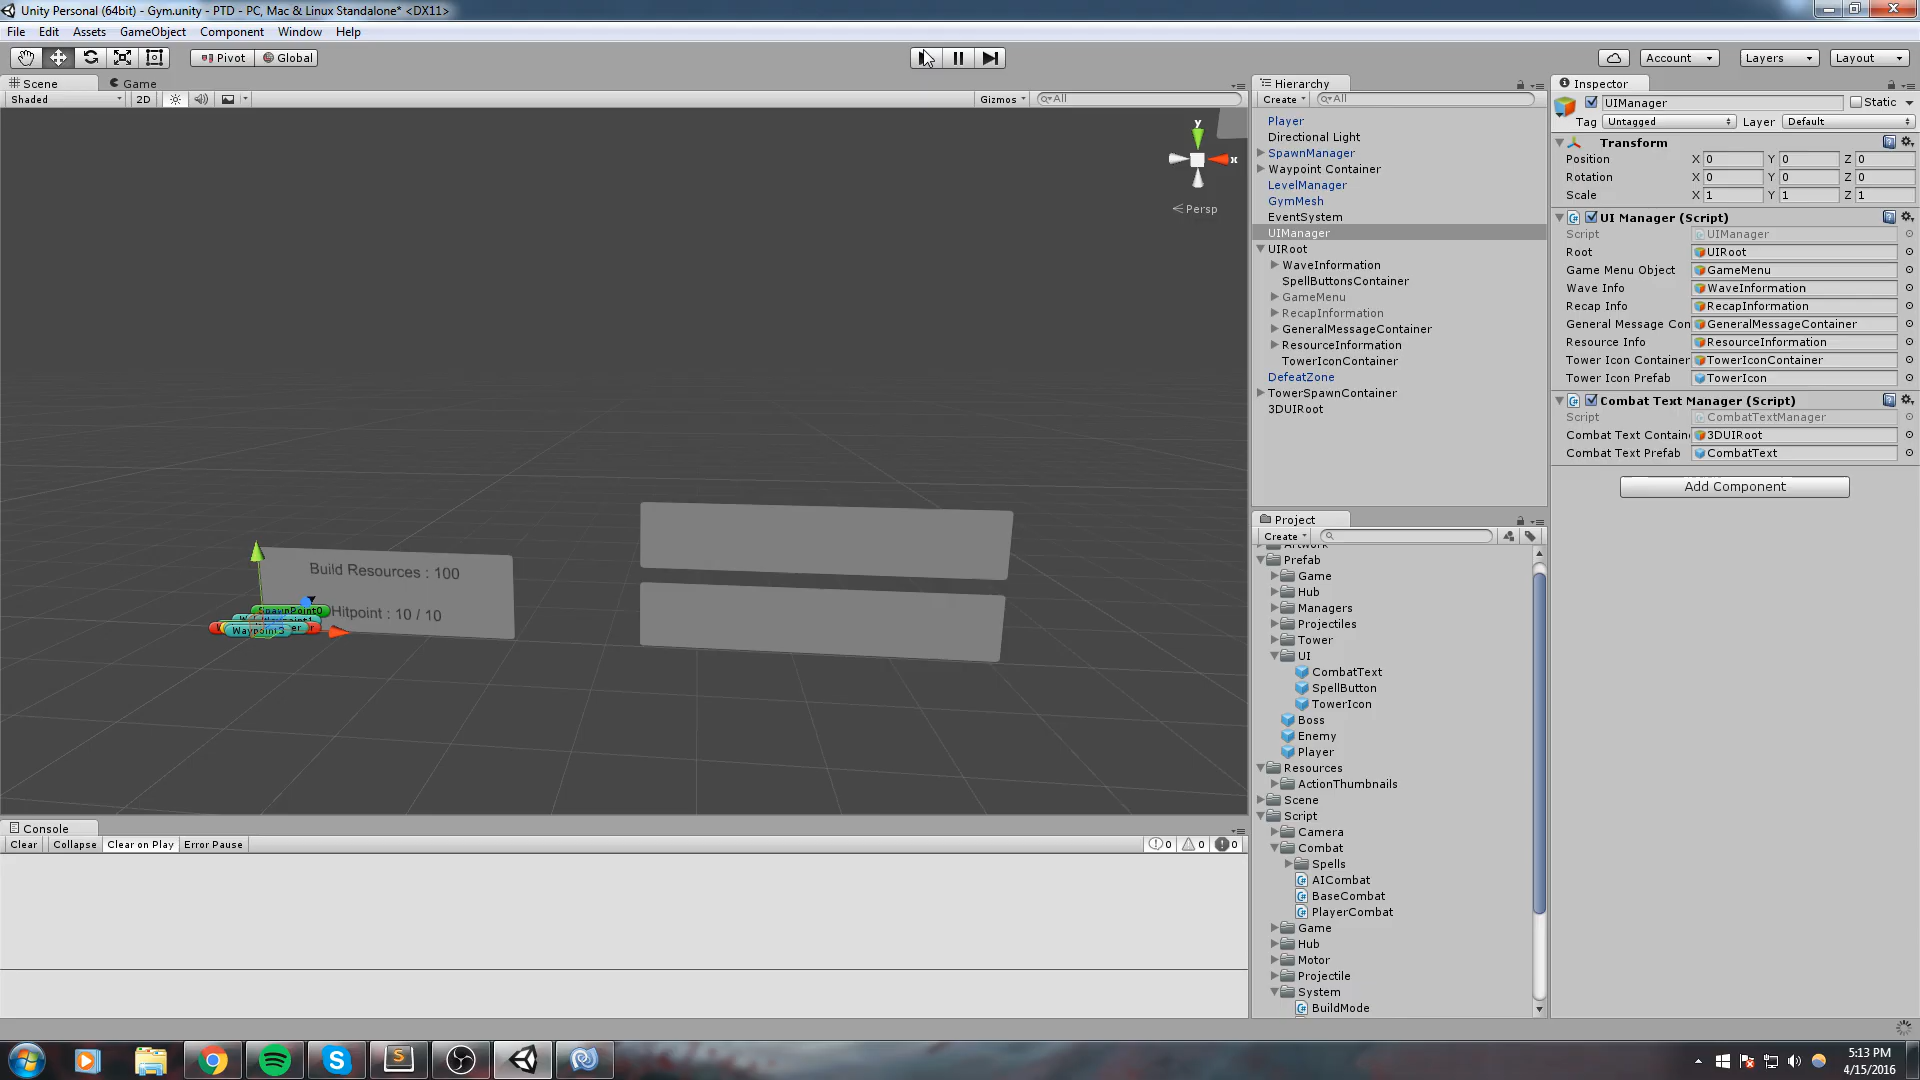 Unity Personal (64bit) - Gym.unity - PTD - PC, Mac & Linux Standalone* <DX11>
File Edit Assets GameObject Component Window Help
Pivot Global Account Layers Layout
Scene Game
Shaded 2D Gizmos All
y
x
Persp
Build Resources : 100
Hitpoint : 10 / 10
SpawnPoint0
Waypoint3
Console
Clear Collapse Clear on Play Error Pause 0 0 0
Hierarchy
Create All
Player
Directional Light
SpawnManager
Waypoint Container
LevelManager
GymMesh
EventSystem
UIManager
UIRoot
WaveInformation
SpellButtonsContainer
GameMenu
RecapInformation
GeneralMessageContainer
ResourceInformation
TowerIconContainer
DefeatZone
TowerSpawnContainer
3DUIRoot
Project
Create
Artwork
Prefab
Game
Hub
Managers
Projectiles
Tower
UI
CombatText
SpellButton
TowerIcon
Boss
Enemy
Player
Resources
ActionThumbnails
Scene
Script
Camera
Combat
Spells
AICombat
BaseCombat
PlayerCombat
Game
Hub
Motor
Projectile
System
BuildMode
Inspector
UIManager Static
Tag Untagged Layer Default
Transform
Position X 0 Y 0 Z 0
Rotation X 0 Y 0 Z 0
Scale X 1 Y 1 Z 1
UI Manager (Script)
Script UIManager
Root UIRoot
Game Menu Object GameMenu
Wave Info WaveInformation
Recap Info RecapInformation
General Message Con GeneralMessageContainer
Resource Info ResourceInformation
Tower Icon Container TowerIconContainer
Tower Icon Prefab TowerIcon
Combat Text Manager (Script)
Script CombatTextManager
Combat Text Contain 3DUIRoot
Combat Text Prefab CombatText
Add Component
5:13 PM
4/15/2016